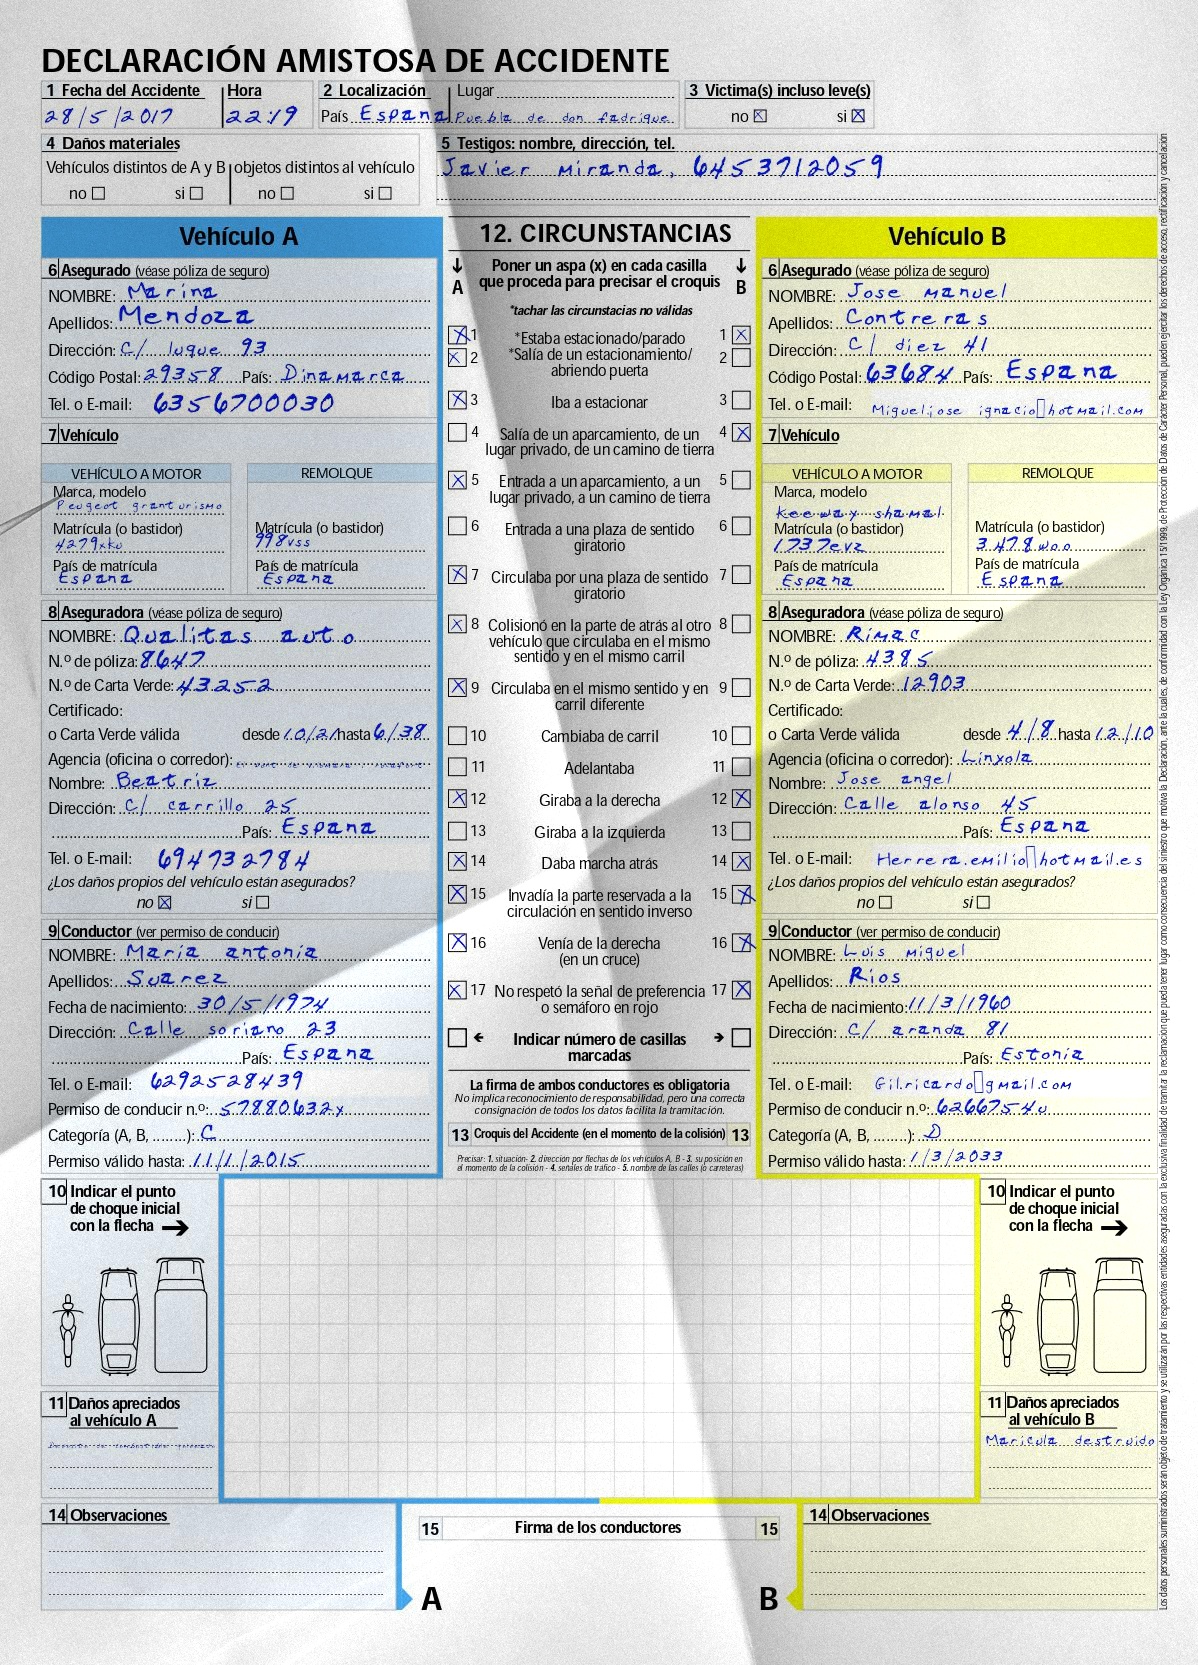 DECLARACIÓN AMISTOSA DE ACCIDENTE
1 Fecha del Accidente Hora 2 Localización Lugar 3 Victima(s) incluso leve(s)
28/5/2017 22:19 País Espana Puebla de don fadrique no ☒ si ☒
4 Daños materiales
Vehículos distintos de A y B objetos distintos al vehículo
no ☐ si ☐ no ☐ si ☐
5 Testigos: nombre, dirección, tel.
Javier miranda, 6453712059
Vehículo A
6 Asegurado (véase póliza de seguro)
NOMBRE: Marina
Apellidos: Mendoza
Dirección: C/ luque 93
Código Postal: 29358 País: Dinamarca
Tel. o E-mail: 6356700030
7 Vehículo
VEHÍCULO A MOTOR REMOLQUE
Marca, modelo
Peugeot granturismo
Matrícula (o bastidor) Matrícula (o bastidor)
4279xku 998vss
País de matrícula País de matrícula
Espana Espana
8 Aseguradora (véase póliza de seguro)
NOMBRE: Qualitas auto
N.º de póliza: 8647
N.º de Carta Verde: 43252
Certificado:
o Carta Verde válida desde 10/21 hasta 6/38
Agencia (oficina o corredor):
Nombre: Beatriz
Dirección: C/ carrillo 25
País: Espana
Tel. o E-mail: 694732784
¿Los daños propios del vehículo están asegurados?
no ☒ si ☐
9 Conductor (ver permiso de conducir)
NOMBRE: María antonia
Apellidos: Suarez
Fecha de nacimiento: 30/5/1974
Dirección: Calle soriano 23
País: Espana
Tel. o E-mail: 6292528439
Permiso de conducir n.º: 57880632x
Categoría (A, B, ........): C
Permiso válido hasta: 11/1/2015
12. CIRCUNSTANCIAS
A Poner un aspa (x) en cada casilla que proceda para precisar el croquis B
*tachar las circunstacias no válidas
☒ 1 *Estaba estacionado/parado 1 ☒
☒ 2 *Salía de un estacionamiento/ abriendo puerta 2 ☐
☒ 3 Iba a estacionar 3 ☐
☐ 4 Salía de un aparcamiento, de un lugar privado, de un camino de tierra 4 ☒
☒ 5 Entrada a un aparcamiento, a un lugar privado, a un camino de tierra 5 ☐
☐ 6 Entrada a una plaza de sentido giratorio 6 ☐
☒ 7 Circulaba por una plaza de sentido giratorio 7 ☐
☒ 8 Colisionó en la parte de atrás al otro vehículo que circulaba en el mismo sentido y en el mismo carril 8 ☐
☒ 9 Circulaba en el mismo sentido y en carril diferente 9 ☐
☐ 10 Cambiaba de carril 10 ☐
☐ 11 Adelantaba 11 ☐
☒ 12 Giraba a la derecha 12 ☒
☐ 13 Giraba a la izquierda 13 ☐
☒ 14 Daba marcha atrás 14 ☒
☒ 15 Invadía la parte reservada a la circulación en sentido inverso 15 ☒
☒ 16 Venía de la derecha (en un cruce) 16 ☒
☒ 17 No respetó la señal de preferencia o semáforo en rojo 17 ☒
☐ Indicar número de casillas marcadas ☐
La firma de ambos conductores es obligatoria
No implica reconocimiento de responsabilidad, pero una correcta
consignación de todos los datos facilita la tramitación.
13 Croquis del Accidente (en el momento de la colisión) 13
Precisar: 1. situación- 2. dirección por flechas de los vehículos A, B - 3. su posición en
el momento de la colisión - 4. señales de tráfico - 5. nombre de las calles (o carreteras)
Vehículo B
6 Asegurado (véase póliza de seguro)
NOMBRE: Jose manuel
Apellidos: Contreras
Dirección: C/ diez 41
Código Postal: 63684 País: Espana
Tel. o E-mail: Migueljose ignacio▯hotmail.com
7 Vehículo
VEHÍCULO A MOTOR REMOLQUE
Marca, modelo
Keeway shamal
Matrícula (o bastidor) Matrícula (o bastidor)
1737evz 3478woo
País de matrícula País de matrícula
Espana Espana
8 Aseguradora (véase póliza de seguro)
NOMBRE: Rimac
N.º de póliza: 4385
N.º de Carta Verde: 12903
Certificado:
o Carta Verde válida desde 4/8 hasta 12/10
Agencia (oficina o corredor): Linxola
Nombre: Jose angel
Dirección: Calle alonso 45
País: Espana
Tel. o E-mail: Herrera.emilio▯hotmail.es
¿Los daños propios del vehículo están asegurados?
no ☐ si ☐
9 Conductor (ver permiso de conducir)
NOMBRE: Luis miguel
Apellidos: Ríos
Fecha de nacimiento: 11/3/1960
Dirección: C/ aranda 81
País: Estonia
Tel. o E-mail: Gilricardo▯gmail.com
Permiso de conducir n.º: 62667540
Categoría (A, B, ........): D
Permiso válido hasta: 1/3/2033
10 Indicar el punto
de choque inicial
con la flecha →
11 Daños apreciados
al vehículo A
10 Indicar el punto
de choque inicial
con la flecha →
11 Daños apreciados
al vehículo B
Maricula destruida
14 Observaciones
15 Firma de los conductores 15
A B
14 Observaciones
Los datos personales suministrados serán objeto de tratamiento y se utilizarán por las respectivas entidades aseguradas con la exclusiva finalidad de tramitar la reclamación que pueda tener lugar como consecuencia del siniestro que motiva la Declaración, ante la cuales, de conformidad con la Ley Orgánica 15/1999, de Protección de Datos de Carácter Personal, pueden ejercitar los derechos de acceso, rectificación y cancelación